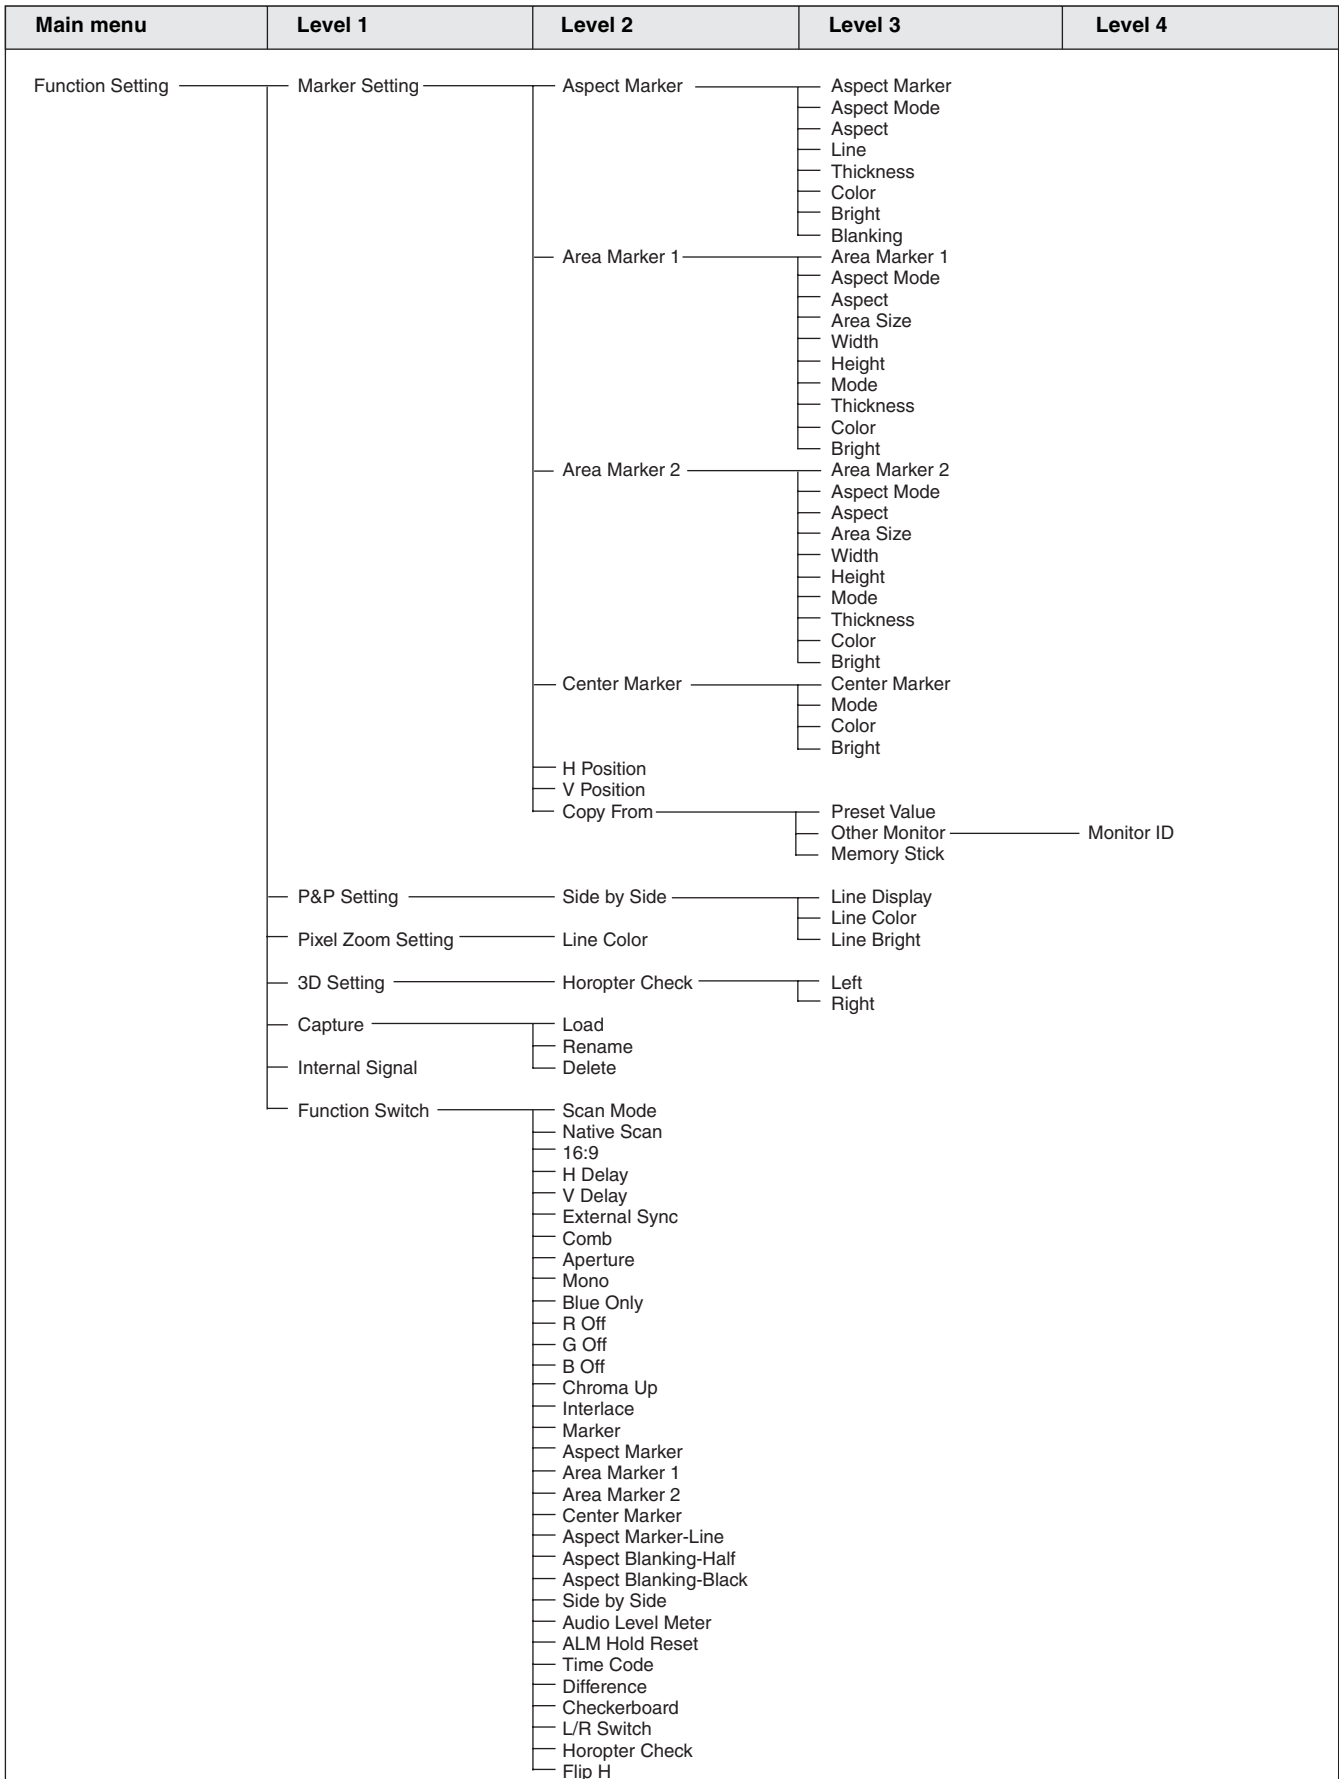 Main menu Level 1 Level 2 Level 3 Level 4
Function Setting Marker Setting Aspect Marker Aspect Marker
Aspect Mode
Aspect
Line
Thickness
Color
Bright
Blanking
Area Marker 1 Area Marker 1
Aspect Mode
Aspect
Area Size
Width
Height
Mode
Thickness
Color
Bright
Area Marker 2 Area Marker 2
Aspect Mode
Aspect
Area Size
Width
Height
Mode
Thickness
Color
Bright
Center Marker Center Marker
Mode
Color
Bright
H Position
V Position
Copy From Preset Value
Other Monitor Monitor ID
Memory Stick
P&P Setting Side by Side Line Display
Line Color
Pixel Zoom Setting Line Color Line Bright
3D Setting Horopter Check Left
Right
Capture Load
Rename
Internal Signal Delete
Function Switch Scan Mode
Native Scan
16:9
H Delay
V Delay
External Sync
Comb
Aperture
Mono
Blue Only
R Off
G Off
B Off
Chroma Up
Interlace
Marker
Aspect Marker
Area Marker 1
Area Marker 2
Center Marker
Aspect Marker-Line
Aspect Blanking-Half
Aspect Blanking-Black
Side by Side
Audio Level Meter
ALM Hold Reset
Time Code
Difference
Checkerboard
L/R Switch
Horopter Check
Flip H